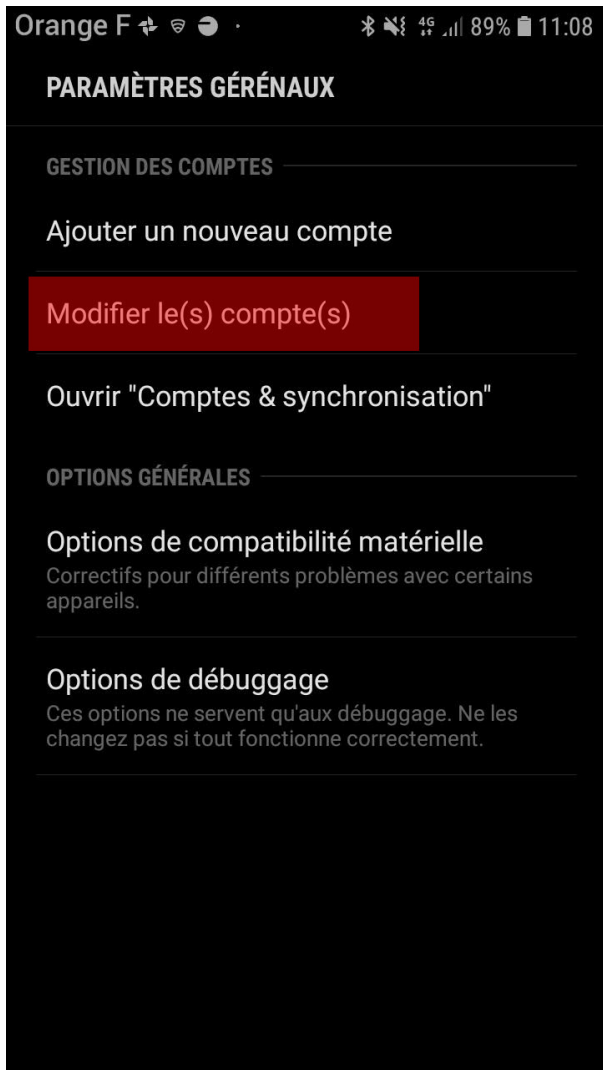 Orange F 4G 89% 11:08
PARAMÈTRES GÉRÉNAUX
GESTION DES COMPTES
Ajouter un nouveau compte
Modifier le(s) compte(s)
Ouvrir "Comptes & synchronisation"
OPTIONS GÉNÉRALES
Options de compatibilité matérielle
Correctifs pour différents problèmes avec certains
appareils.
Options de débuggage
Ces options ne servent qu'aux débuggage. Ne les
changez pas si tout fonctionne correctement.